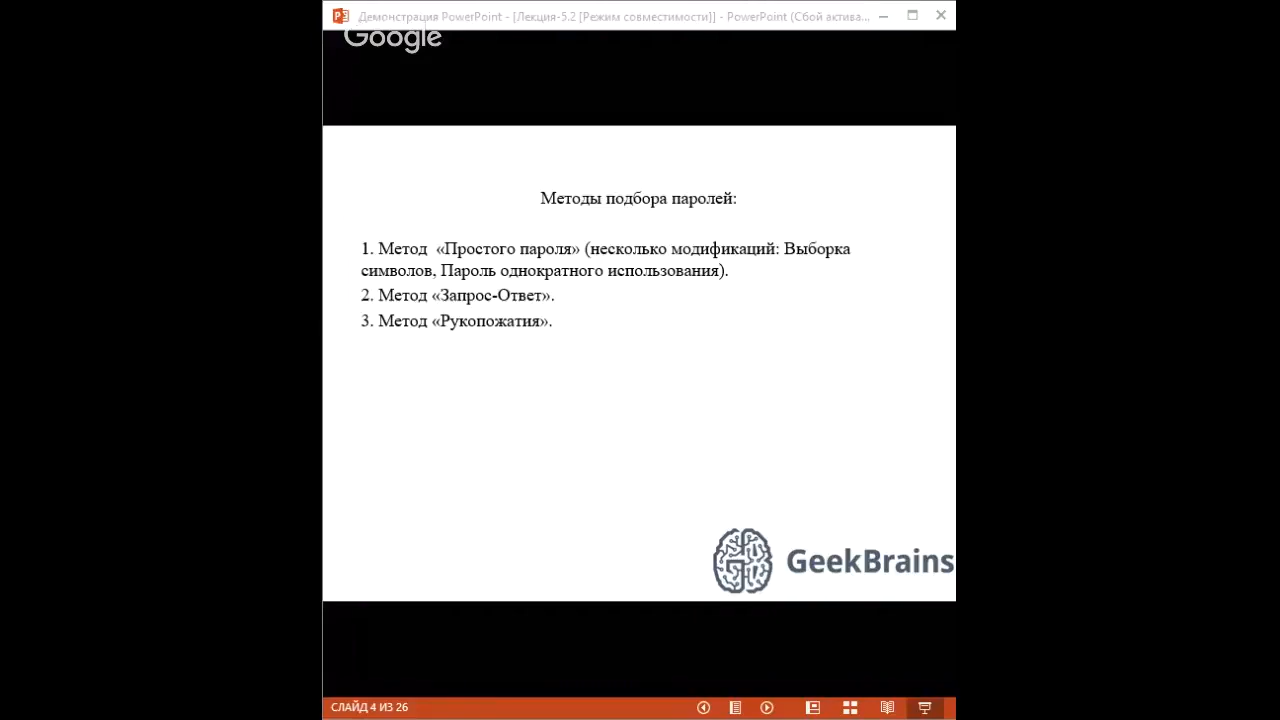 Демонстрация PowerPoint - [Лекция-5.2 [Режим совместимости]] - PowerPoint (Сбой актива...
Google
Методы подбора паролей:
1. Метод «Простого пароля» (несколько модификаций: Выборка
символов, Пароль однократного использования).
2. Метод «Запрос-Ответ».
3. Метод «Рукопожатия».
GeekBrains
СЛАЙД 4 ИЗ 26